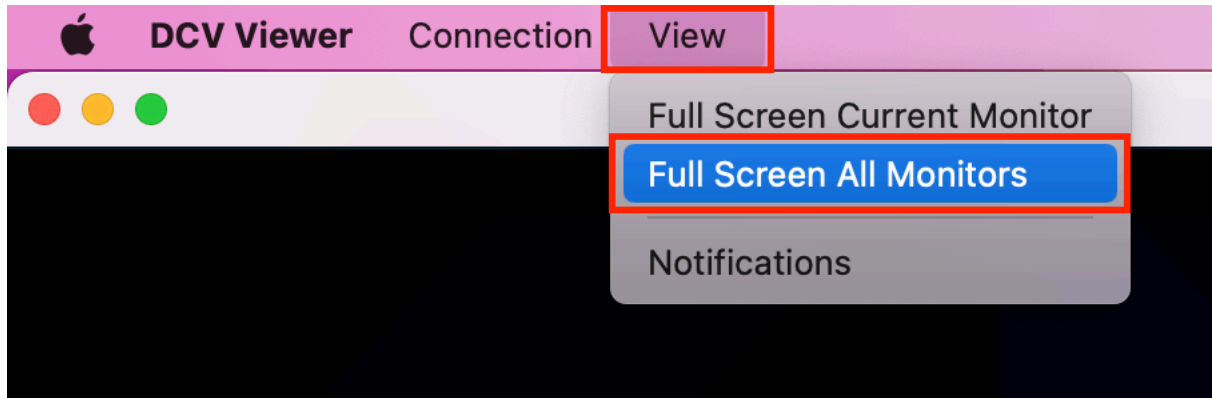 DCV Viewer Connection View
Full Screen Current Monitor
Full Screen All Monitors
Notifications